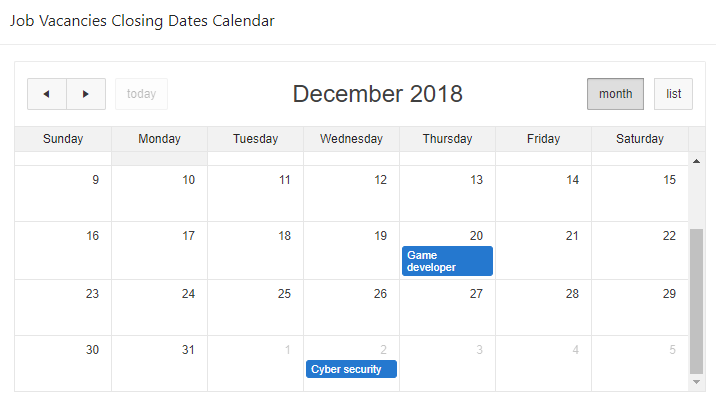 Job Vacancies Closing Dates Calendar
today
December 2018
month
list
Sunday Monday Tuesday Wednesday Thursday Friday Saturday
9 10 11 12 13 14 15
16 17 18 19 20 21 22
Game
developer
23 24 25 26 27 28 29
30 31 1 2 3 4 5
Cyber security